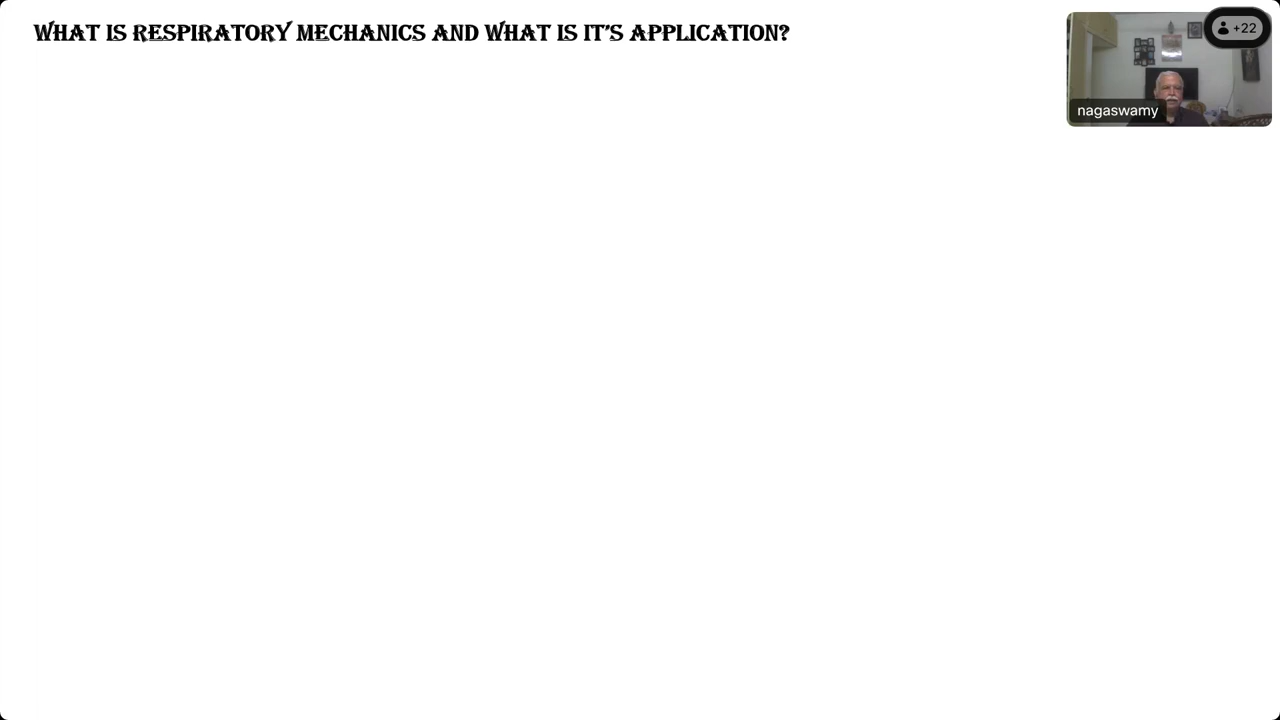 WHAT IS RESPIRATORY MECHANICS AND WHAT IS IT'S APPLICATION?
+22
nagaswamy